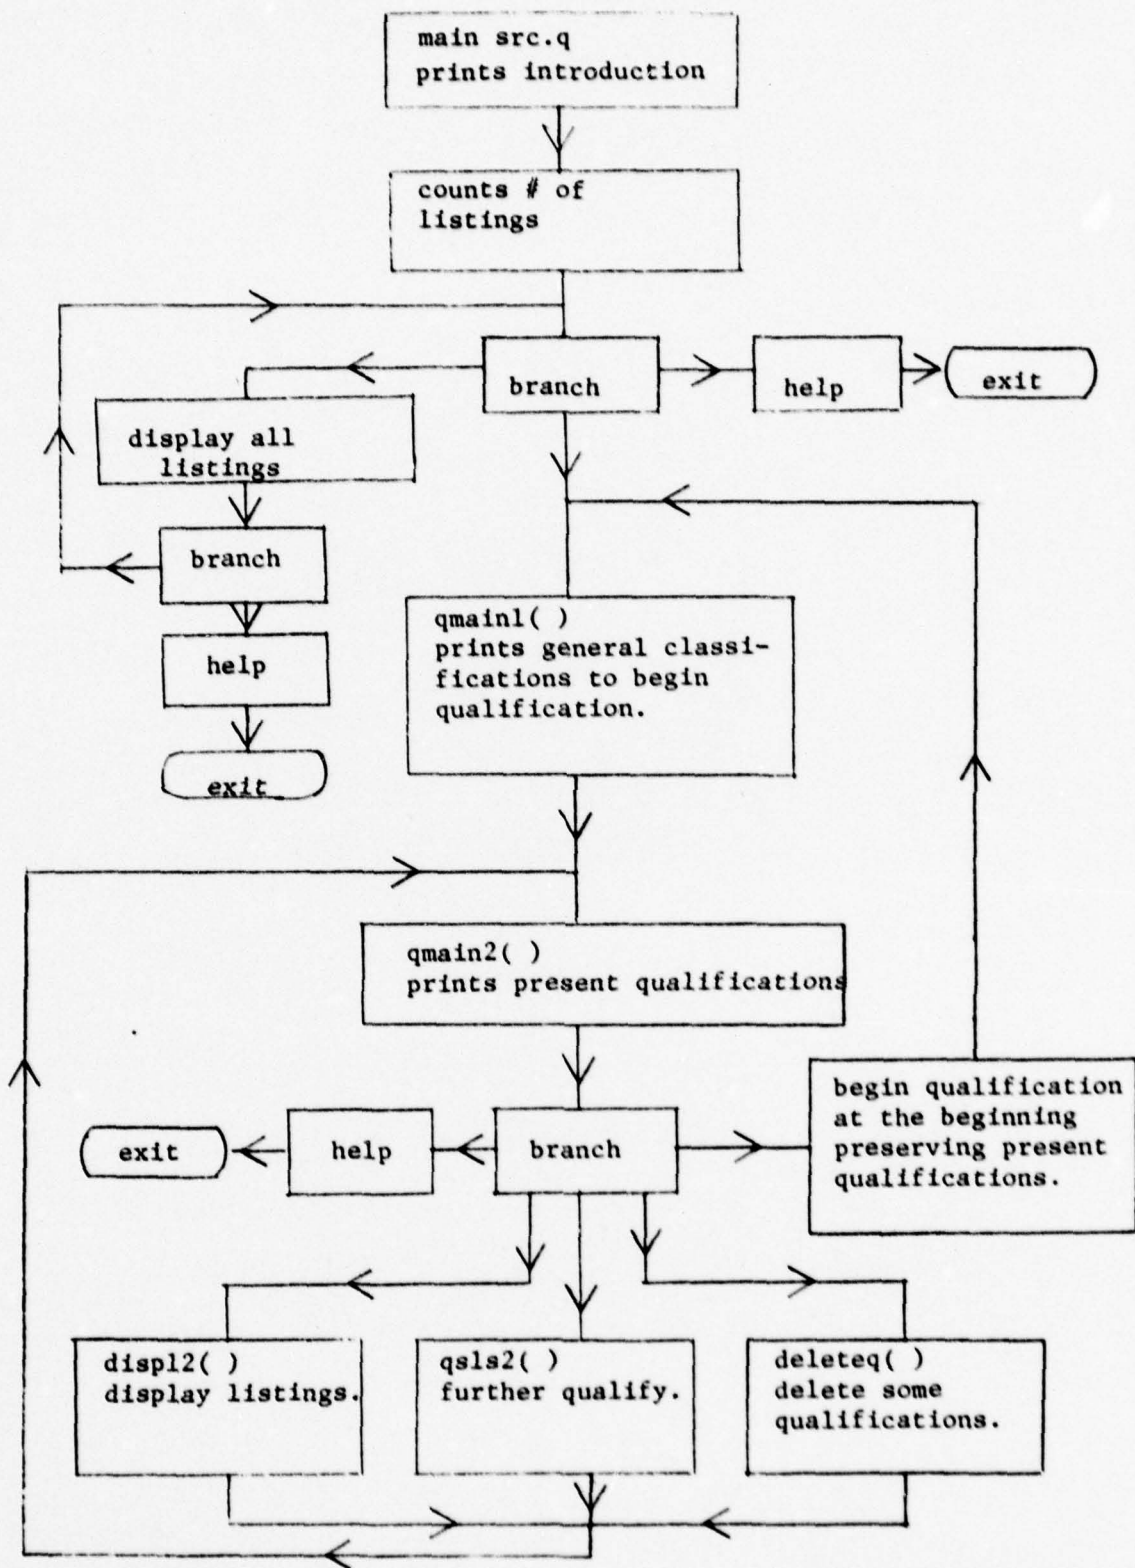 main src.q
prints introduction
counts # of
listings
branch
help
exit
display all
listings
branch
help
exit
qmain1( )
prints general classi-
fications to begin
qualification.
qmain2( )
prints present qualifications
begin qualification
at the beginning
preserving present
qualifications.
exit
help
branch
displ2( )
display listings.
qsls2( )
further qualify.
deleteq( )
delete some
qualifications.